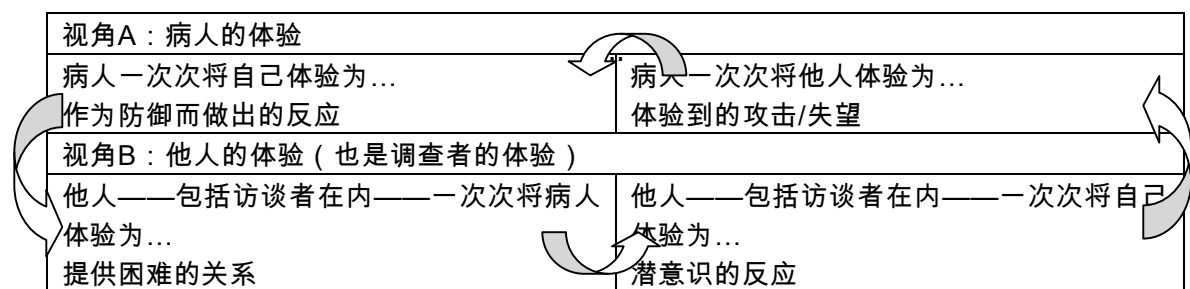 视角A：病人的体验
病人一次次将自己体验为…
作为防御而做出的反应
病人一次次将他人体验为…
体验到的攻击/失望
视角B：他人的体验（也是调查者的体验）
他人——包括访谈者在内——一次次将病人
体验为…
提供困难的关系
他人——包括访谈者在内——一次次将自己
体验为…
潜意识的反应